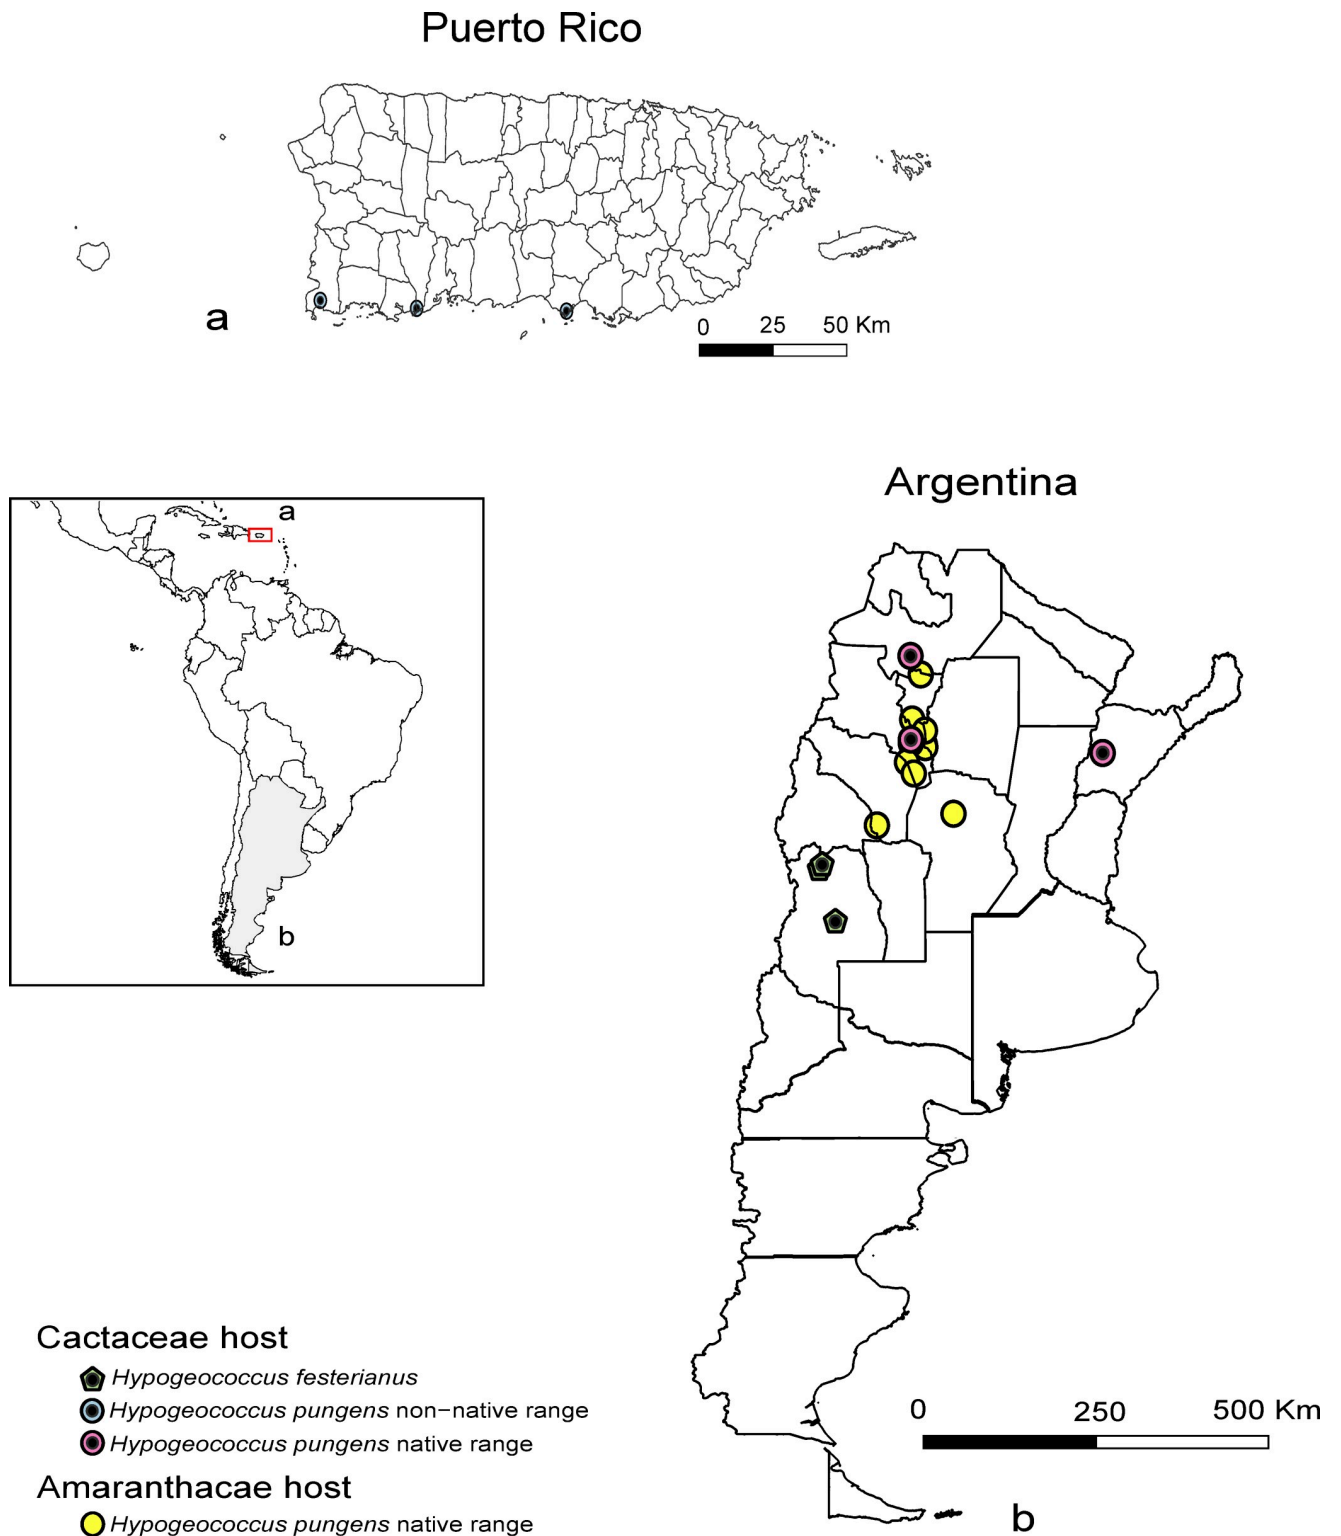 Puerto Rico
a
0 25 50 Km
Argentina
a
b
Cactaceae host
Hypogeococcus festerianus
Hypogeococcus pungens non−native range
Hypogeococcus pungens native range
Amaranthacae host
Hypogeococcus pungens native range
0 250 500 Km
b